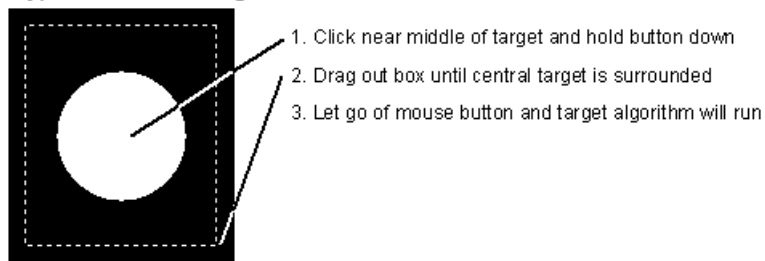 1. Click near middle of target and hold button down
2. Drag out box until central target is surrounded
3. Let go of mouse button and target algorithm will run